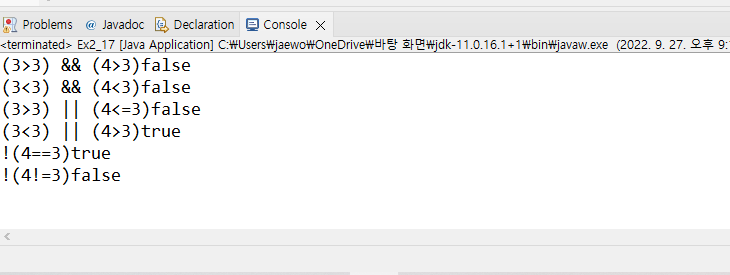 Problems @ Javadoc Declaration Console
<terminated> Ex2_17 [Java Application] C:₩Users₩jaewo₩OneDrive₩바탕 화면₩jdk-11.0.16.1+1₩bin₩javaw.exe (2022. 9. 27. 오후 9:1
(3>3) && (4>3)false
(3<3) && (4<3)false
(3>3) || (4<=3)false
(3<3) || (4>3)true
!(4==3)true
!(4!=3)false